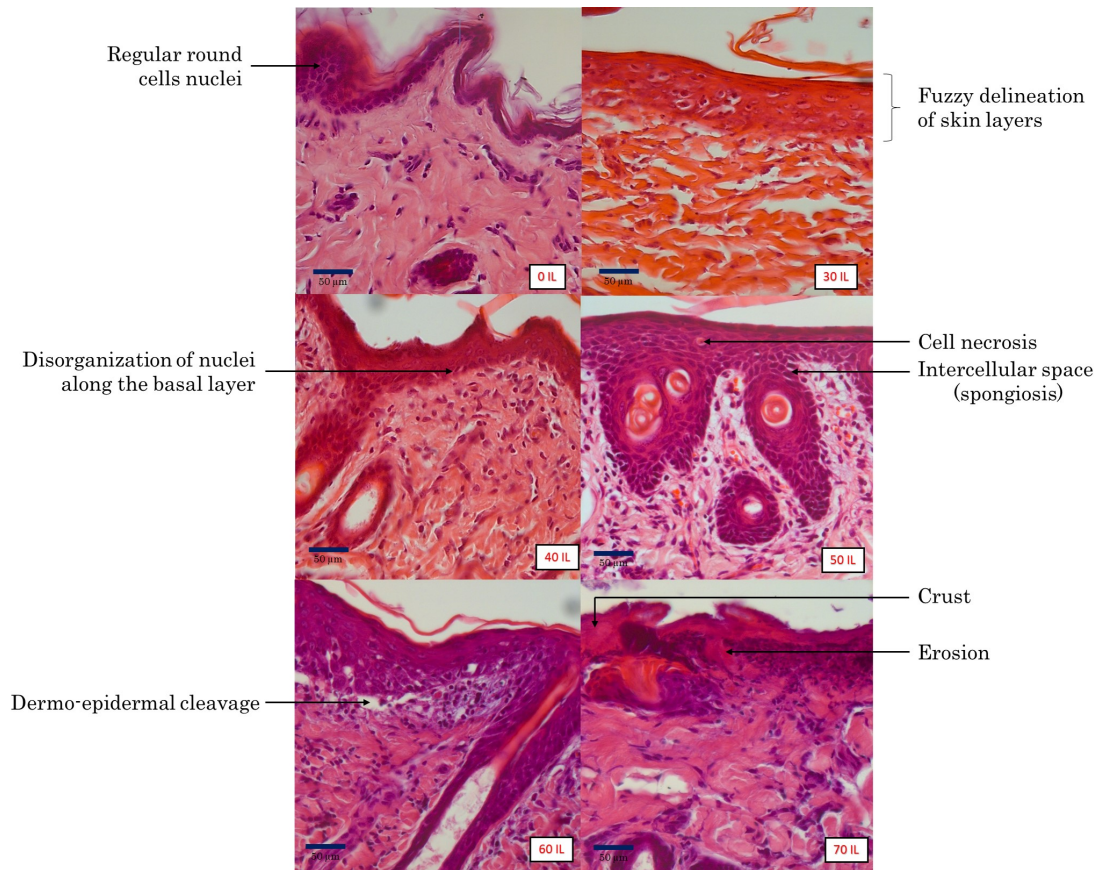 Regular round
cells nuclei
Fuzzy delineation
of skin layers
50 µm
0 IL
50 µm
30 IL
Disorganization of nuclei
along the basal layer
Cell necrosis
Intercellular space
(spongiosis)
50 µm
40 IL
50 µm
50 IL
Crust
Erosion
Dermo-epidermal cleavage
50 µm
60 IL
50 µm
70 IL